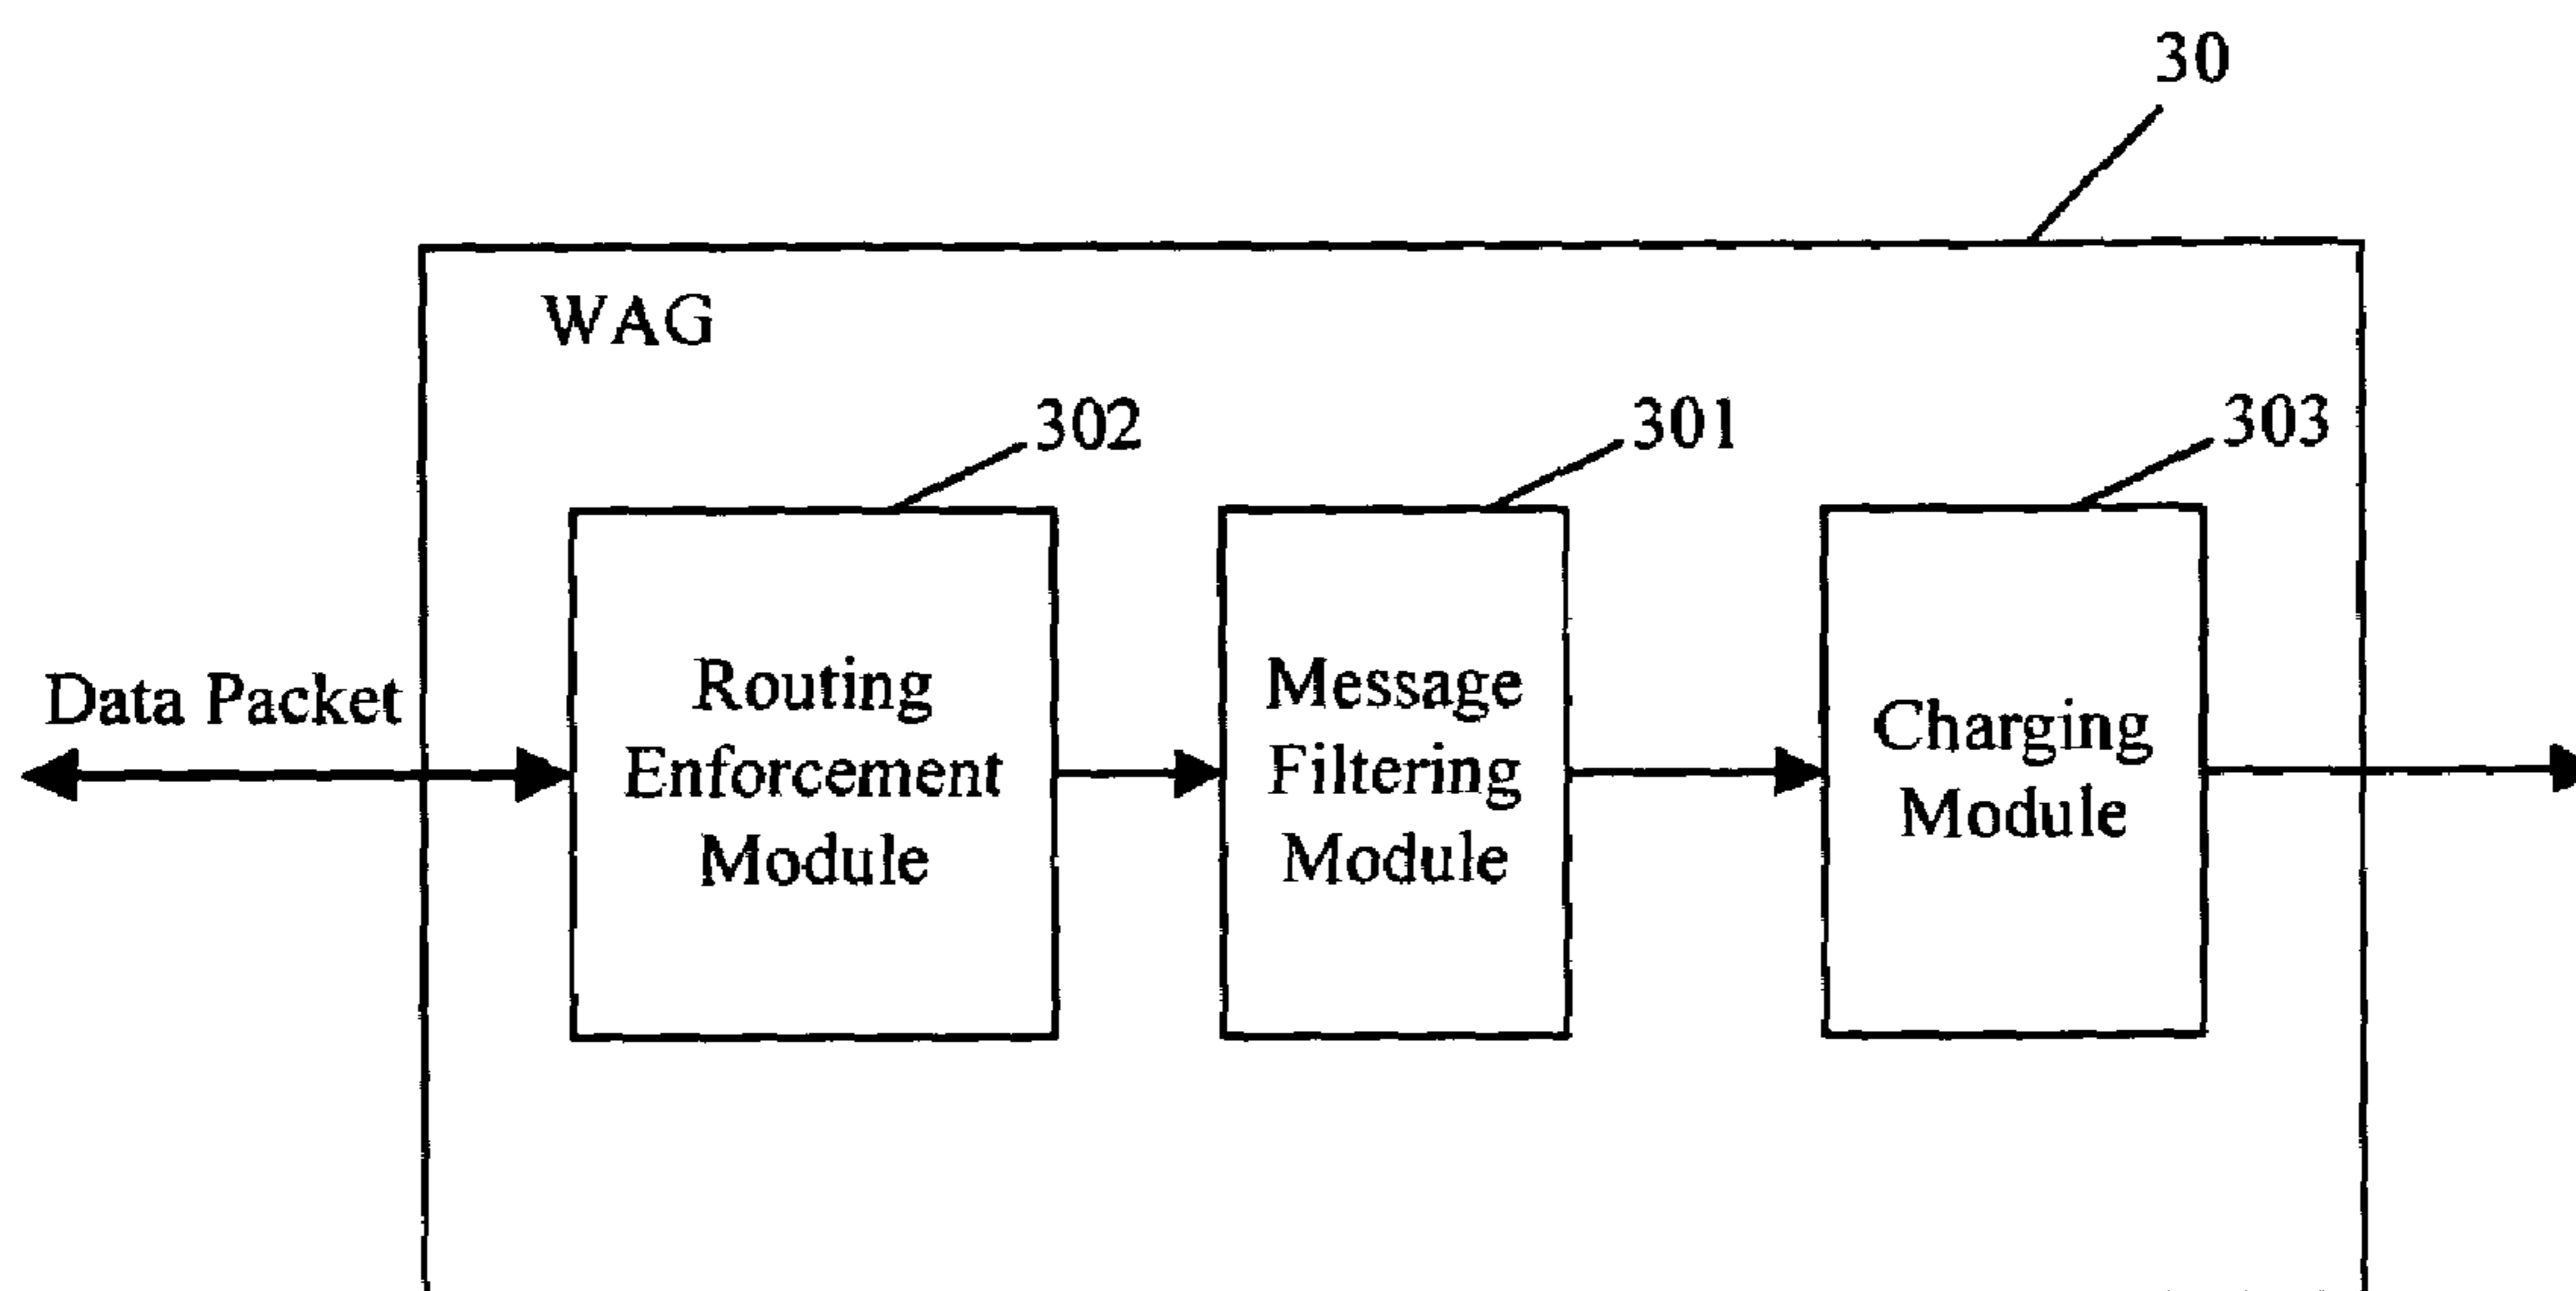 30
WAG
302
301
303
Data Packet
Routing
Enforcement
Module
Message
Filtering
Module
Charging
Module